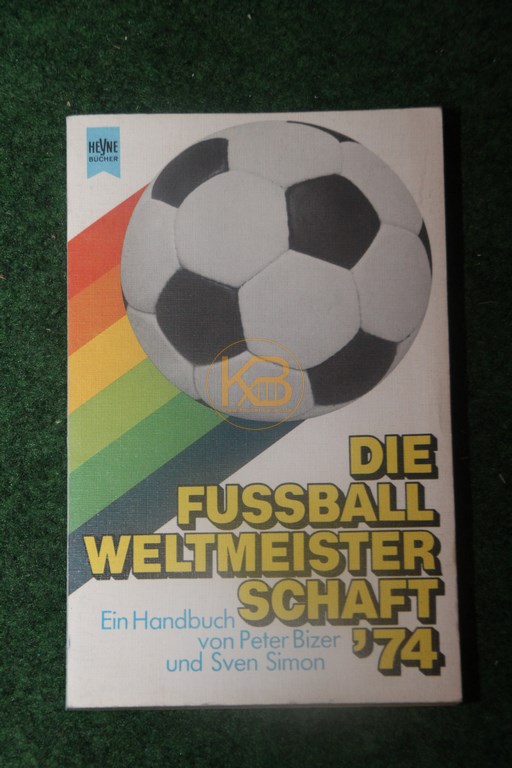 HEYNE
BÜCHER
KB
DIE
FUSSBALL
WELTMEISTER
SCHAFT
'74
Ein Handbuch
von Peter Bizer
und Sven Simon